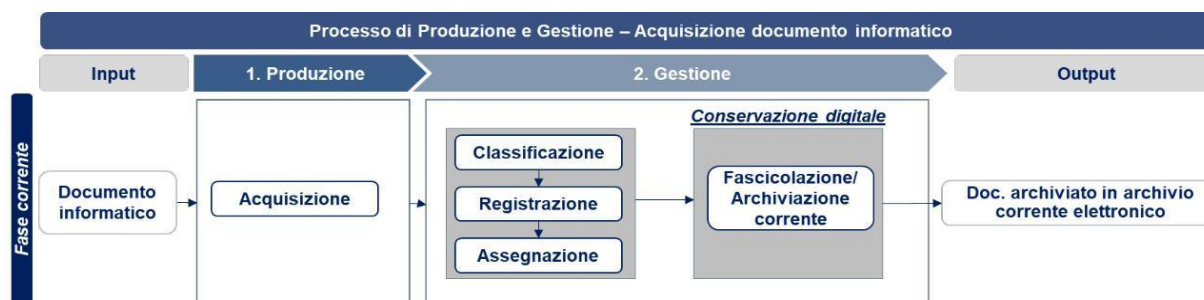 Processo di Produzione e Gestione – Acquisizione documento informatico
Input
1. Produzione
2. Gestione
Output
Fase corrente
Documento
informatico
Acquisizione
Classificazione
Registrazione
Assegnazione
Conservazione digitale
Fascicolazione/
Archiviazione
corrente
Doc. archiviato in archivio
corrente elettronico